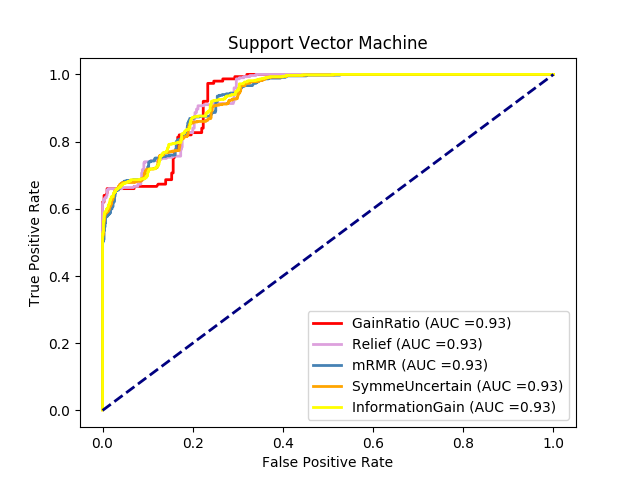 Support Vector Machine
True Positive Rate
1.0
0.8
0.6
0.4
0.2
0.0
GainRatio (AUC =0.93)
Relief (AUC =0.93)
mRMR (AUC =0.93)
SymmeUncertain (AUC =0.93)
InformationGain (AUC =0.93)
0.0 0.2 0.4 0.6 0.8 1.0
False Positive Rate